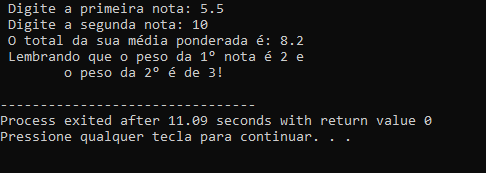 Digite a primeira nota: 5.5
Digite a segunda nota: 10
O total da sua média ponderada é: 8.2
Lembrando que o peso da 1º nota é 2 e
o peso da 2º é de 3!
--------------------------------
Process exited after 11.09 seconds with return value 0
Pressione qualquer tecla para continuar. . .